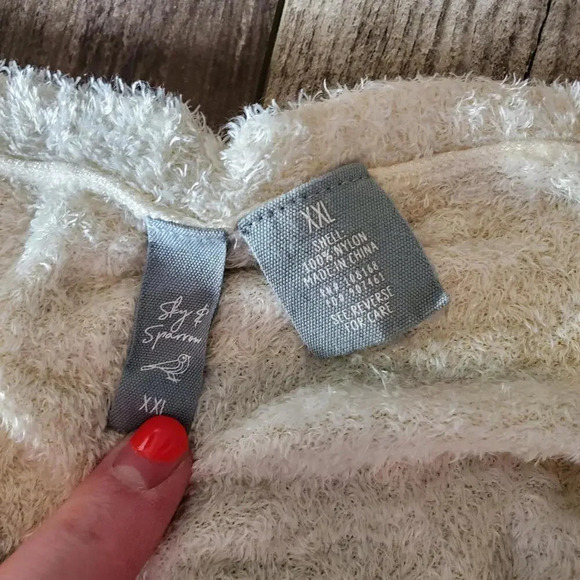 Sky &
Sparrow
XXL
XXL
SHELL:
100% NYLON
MADE IN CHINA
SEE REVERSE
FOR CARE